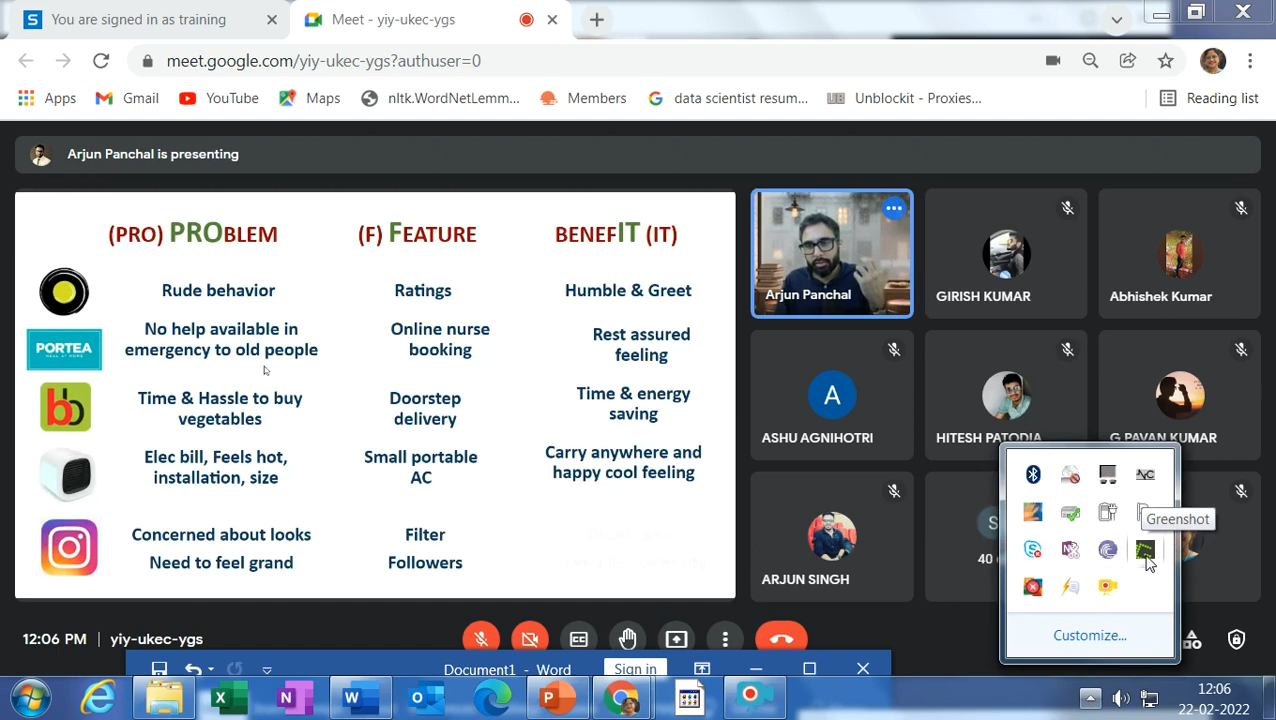 You are signed in as training
Meet - yiy-ukec-ygs
meet.google.com/yiy-ukec-ygs?authuser=0
Apps
Gmail
YouTube
Maps
nltk.WordNetLemm...
Members
data scientist resum...
Unblockit - Proxies...
Reading list
Arjun Panchal is presenting
(PRO) PROBLEM
(F) FEATURE
BENEFIT (IT)
Rude behavior
Ratings
Humble & Greet
PORTEA
No help available in
emergency to old people
Online nurse
booking
Rest assured
feeling
bb
Time & Hassle to buy
vegetables
Doorstep
delivery
Time & energy
saving
Elec bill, Feels hot,
installation, size
Small portable
AC
Carry anywhere and
happy cool feeling
Concerned about looks
Filter
Need to feel grand
Followers
Arjun Panchal
GIRISH KUMAR
Abhishek Kumar
A
ASHU AGNIHOTRI
HITESH PATODIA
G PAVAN KUMAR
ARJUN SINGH
S
40
Greenshot
Customize...
12:06 PM
yiy-ukec-ygs
Document1 - Word
Sign in
12:06
22-02-2022